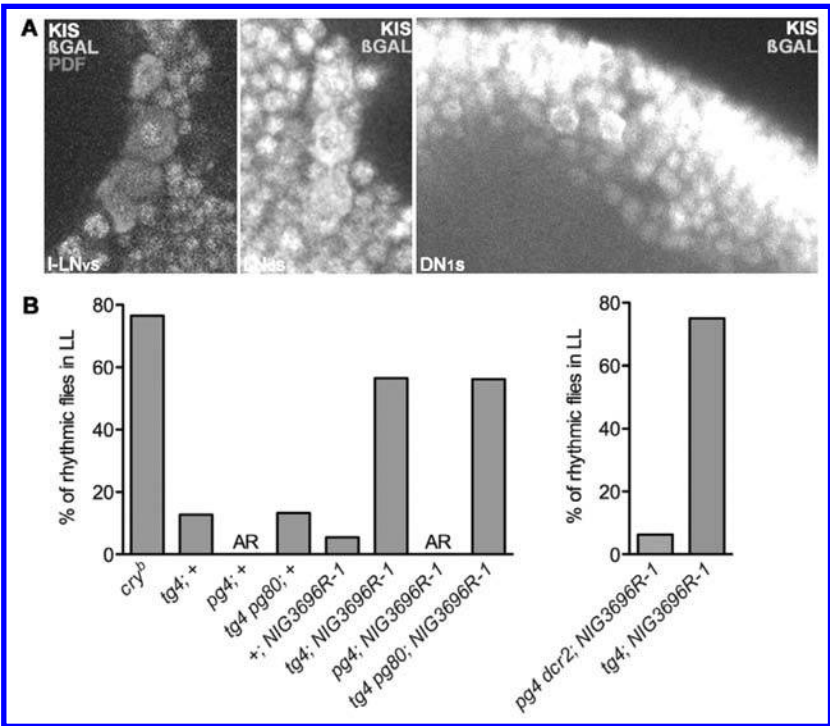 A
KIS
ßGAL
PDF
l-LNvs
KIS
ßGAL
KIS
ßGAL
DN1s
B
% of rhythmic flies in LL
80
60
40
20
0
AR
AR
cryb
tg4; +
pg4; +
tg4 pg80; +
+; NIG3696R-1
tg4; NIG3696R-1
pg4; NIG3696R-1
tg4 pg80; NIG3696R-1
% of rhythmic flies in LL
80
60
40
20
0
pg4 dcr2; NIG3696R-1
tg4; NIG3696R-1